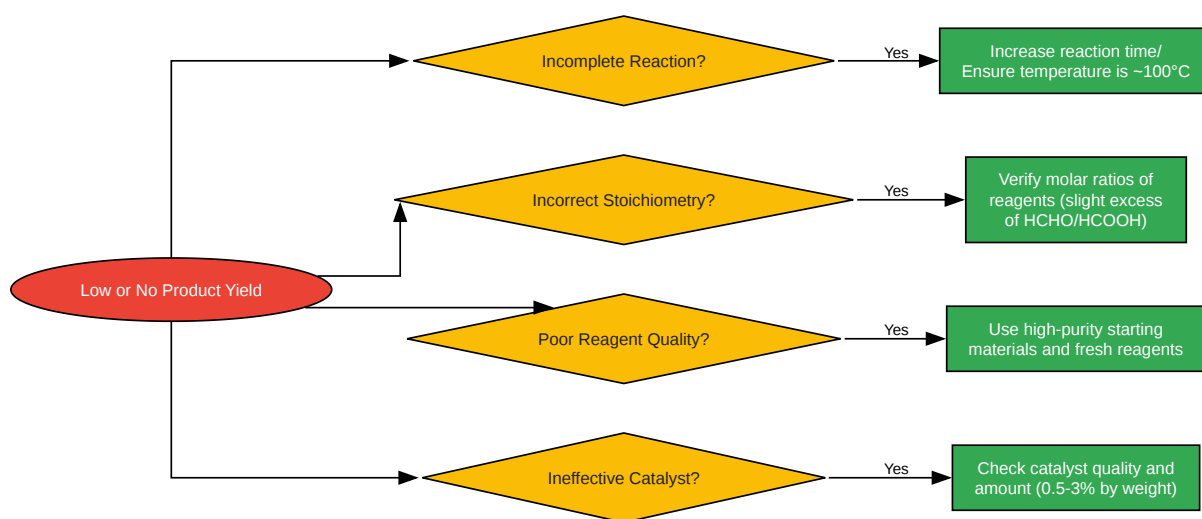 Incomplete Reaction?
Yes
Increase reaction time/
Ensure temperature is ~100°C
Incorrect Stoichiometry?
Yes
Verify molar ratios of
reagents (slight excess
of HCHO/HCOOH)
Low or No Product Yield
Poor Reagent Quality?
Yes
Use high-purity starting
materials and fresh reagents
Ineffective Catalyst?
Yes
Check catalyst quality and
amount (0.5-3% by weight)